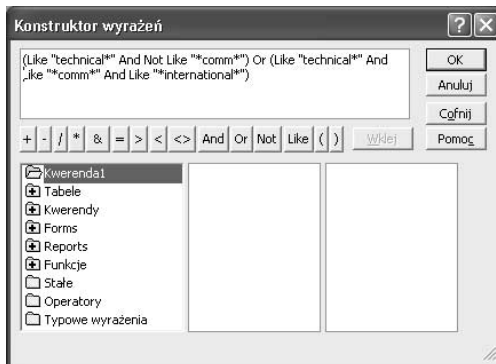 Konstruktor wyrażeń
(Like "technical*" And Not Like "*comm*") Or (Like "technical*" And
Like "*comm*" And Like "*international*")
OK
Anuluj
Cofnij
+ - / * & = > < <> And Or Not Like ( ) Wklej Pomoc
Kwerenda1
Tabele
Kwerendy
Forms
Reports
Funkcje
Stałe
Operatory
Typowe wyrażenia